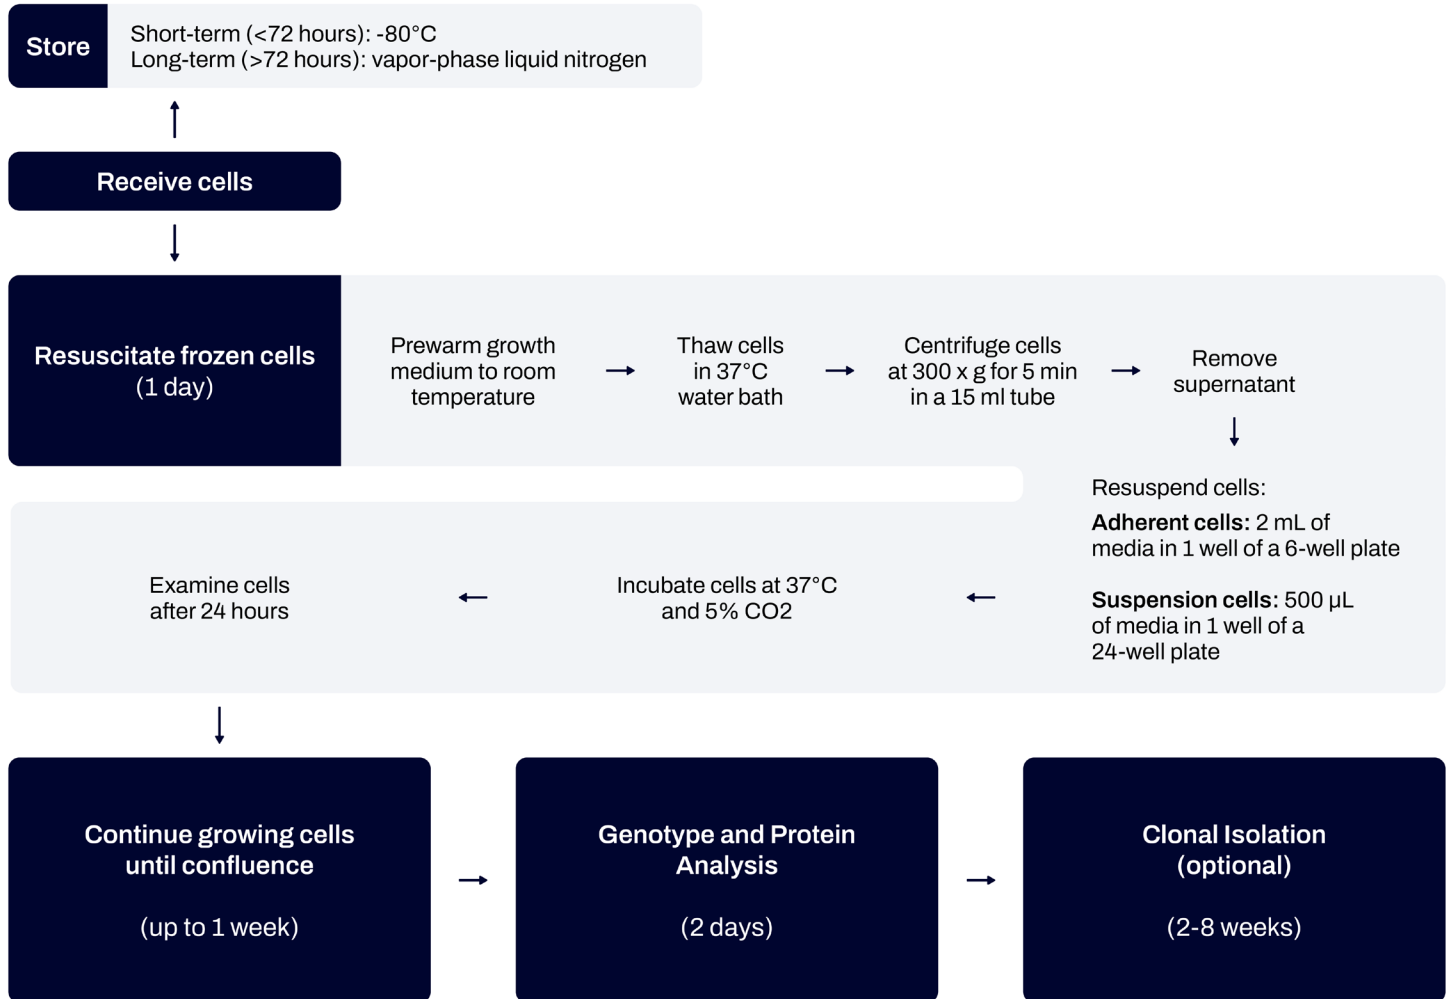 Store
Short-term (<72 hours): -80°C
Long-term (>72 hours): vapor-phase liquid nitrogen
Receive cells
Resuscitate frozen cells
(1 day)
Prewarm growth
medium to room
temperature
Thaw cells
in 37°C
water bath
Centrifuge cells
at 300 x g for 5 min
in a 15 ml tube
Remove
supernatant
Resuspend cells:
Adherent cells: 2 mL of
media in 1 well of a 6-well plate
Suspension cells: 500 µL
of media in 1 well of a
24-well plate
Incubate cells at 37°C
and 5% CO2
Examine cells
after 24 hours
Continue growing cells
until confluence
(up to 1 week)
Genotype and Protein
Analysis
(2 days)
Clonal Isolation
(optional)
(2-8 weeks)